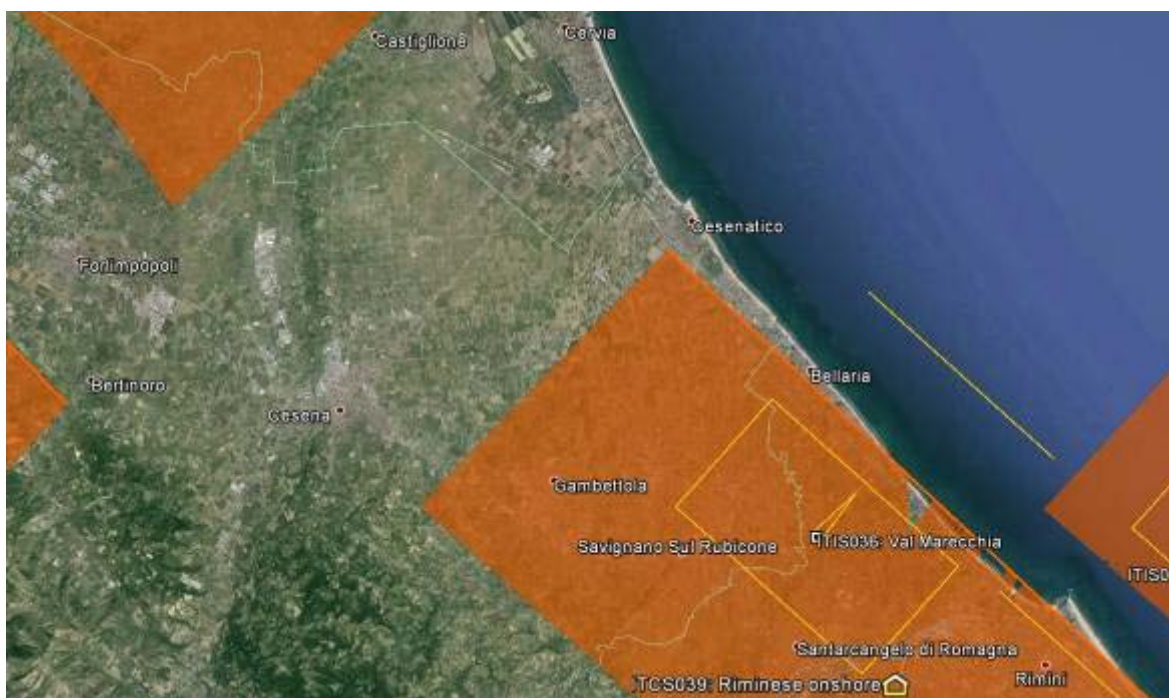 Castiglione
Cervia
Cesenatico
Forlimpopoli
Bertinoro
Bellaria
Cesena
Gambettola
Savignano Sul Rubicone
ITIS036: Val Marecchia
Santarcangelo di Romagna
Rimini
ITCS039: Riminese onshore